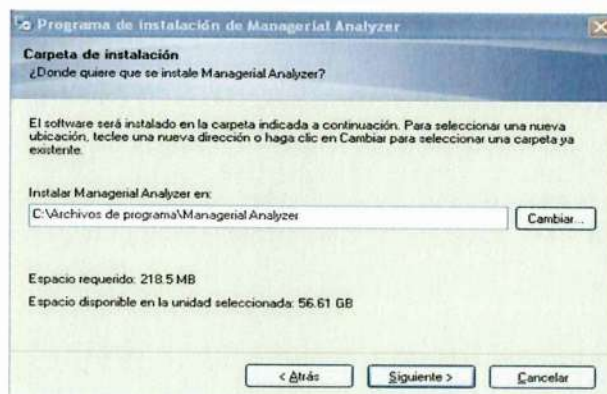 Programa de instalación de Managerial Analyzer
Carpeta de instalación
¿Donde quiere que se instale Managerial Analyzer?
El software será instalado en la carpeta indicada a continuación. Para seleccionar una nueva
ubicación, teclee una nueva dirección o haga clic en Cambiar para seleccionar una carpeta ya
existente.
Instalar Managerial Analyzer en:
C:\Archivos de programa\Managerial Analyzer
Cambiar...
Espacio requerido: 218.5 MB
Espacio disponible en la unidad seleccionada: 56.61 GB
< Atrás
Siguiente >
Cancelar